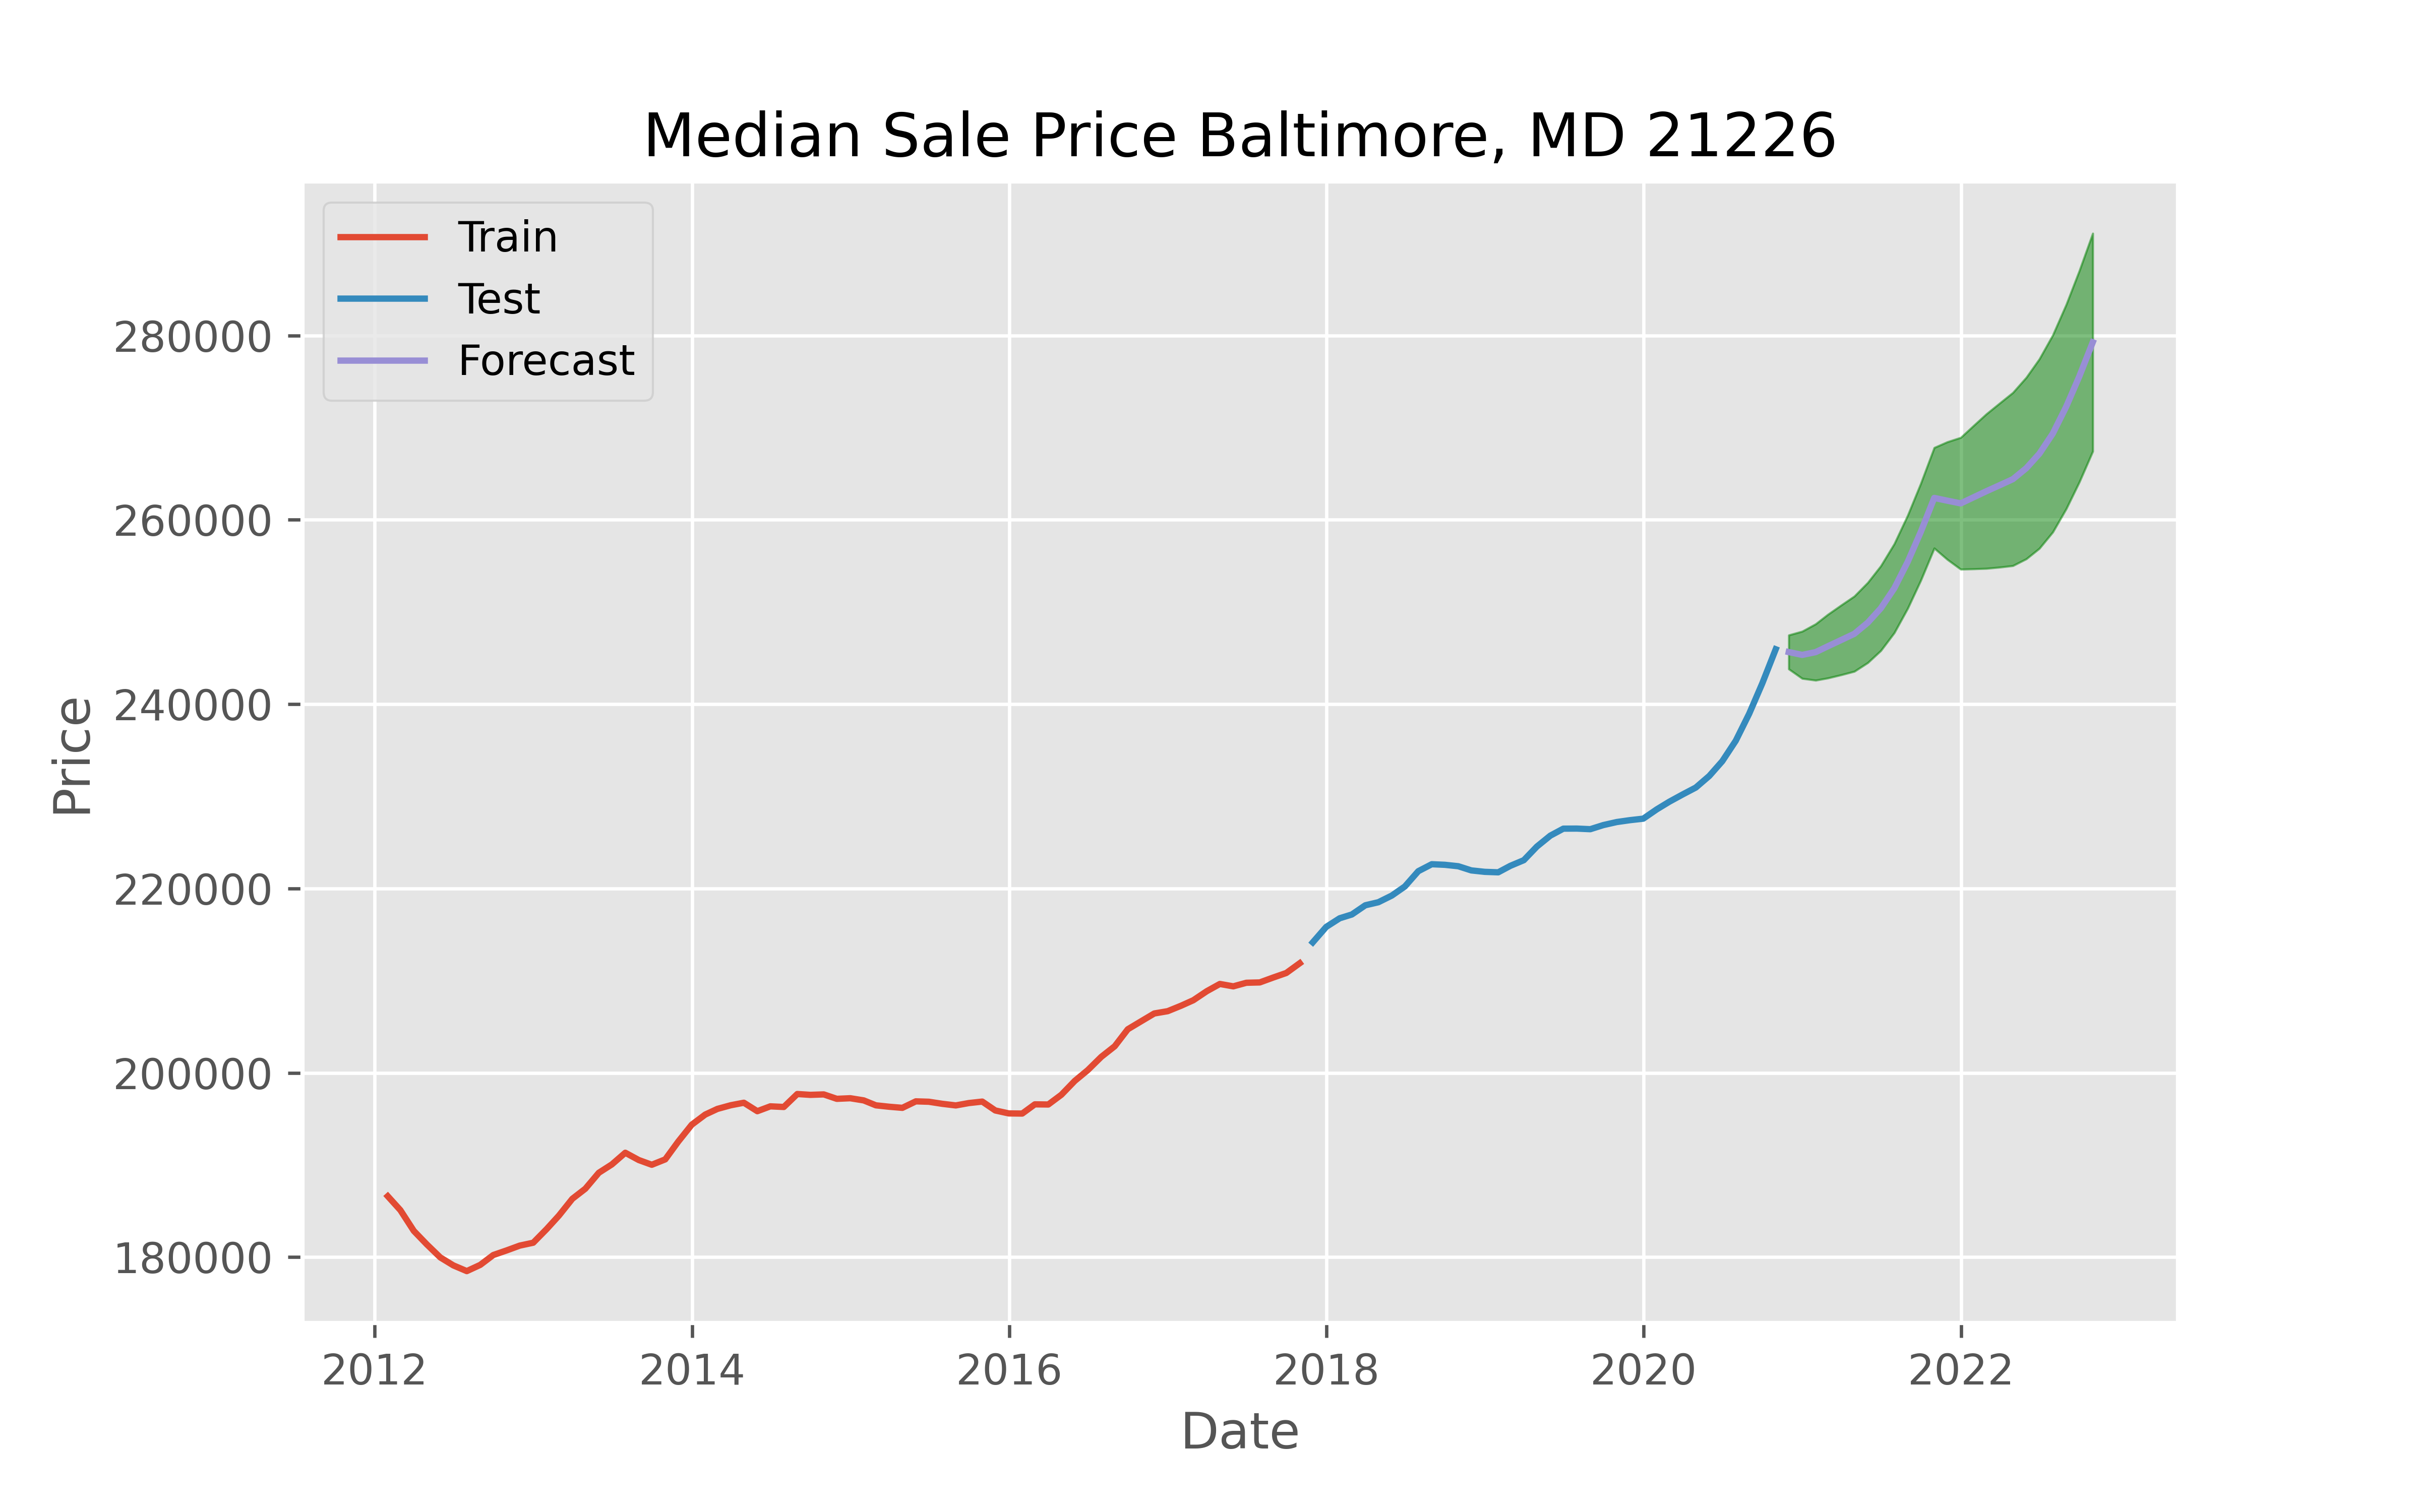 Median Sale Price Baltimore, MD 21226
Train
Test
Forecast
280000
260000
240000
220000
200000
180000
Price
2012 2014 2016 2018 2020 2022
Date